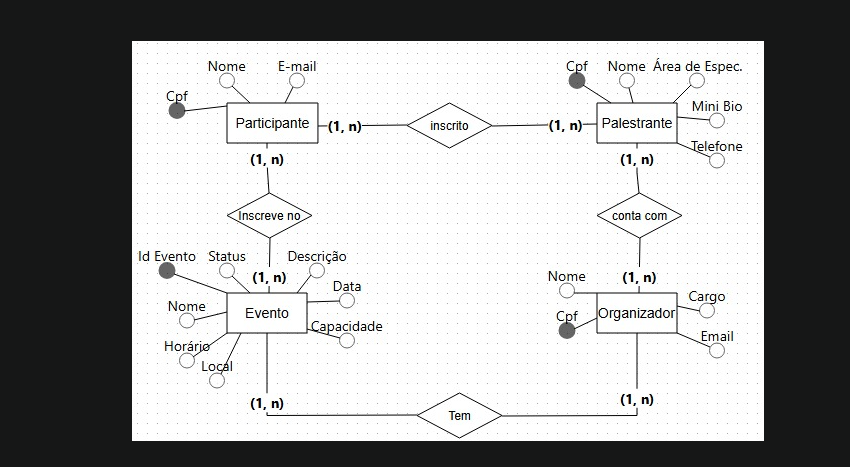 Nome
E-mail
Cpf
Participante
(1, n)
inscrito
(1, n)
Cpf
Nome
Área de Espec.
Palestrante
Mini Bio
Telefone
(1, n)
(1, n)
Inscreve no
conta com
Id Evento
Status
Descrição
(1, n)
Data
Nome
Evento
Capacidade
Horário
Local
(1, n)
Nome
Cargo
Cpf
Organizador
Email
(1, n)
(1, n)
Tem